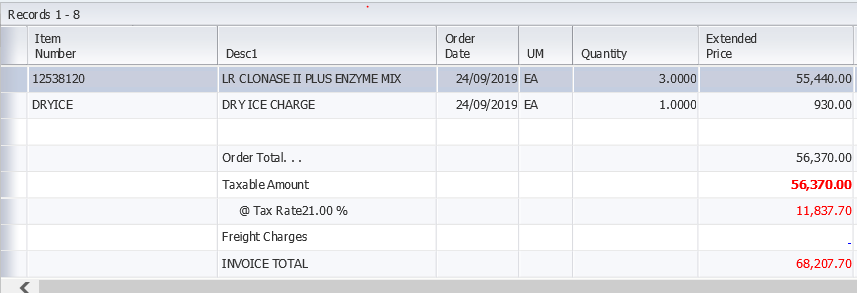 Records 1 - 8
Item Number Desc1 Order Date UM Quantity Extended Price
12538120 LR CLONASE II PLUS ENZYME MIX 24/09/2019 EA 3.0000 55,440.00
DRYICE DRY ICE CHARGE 24/09/2019 EA 1.0000 930.00
Order Total. . . 56,370.00
Taxable Amount 56,370.00
@ Tax Rate21.00 % 11,837.70
Freight Charges -
INVOICE TOTAL 68,207.70